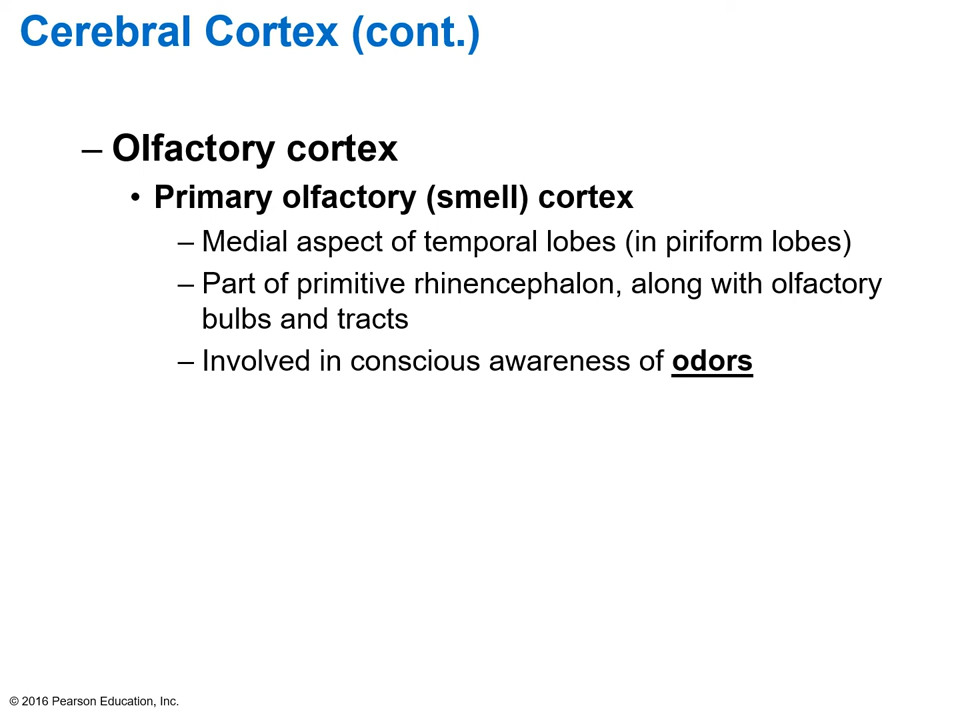 Cerebral Cortex (cont.)
– Olfactory cortex
• Primary olfactory (smell) cortex
– Medial aspect of temporal lobes (in piriform lobes)
– Part of primitive rhinencephalon, along with olfactory
bulbs and tracts
– Involved in conscious awareness of odors
© 2016 Pearson Education, Inc.